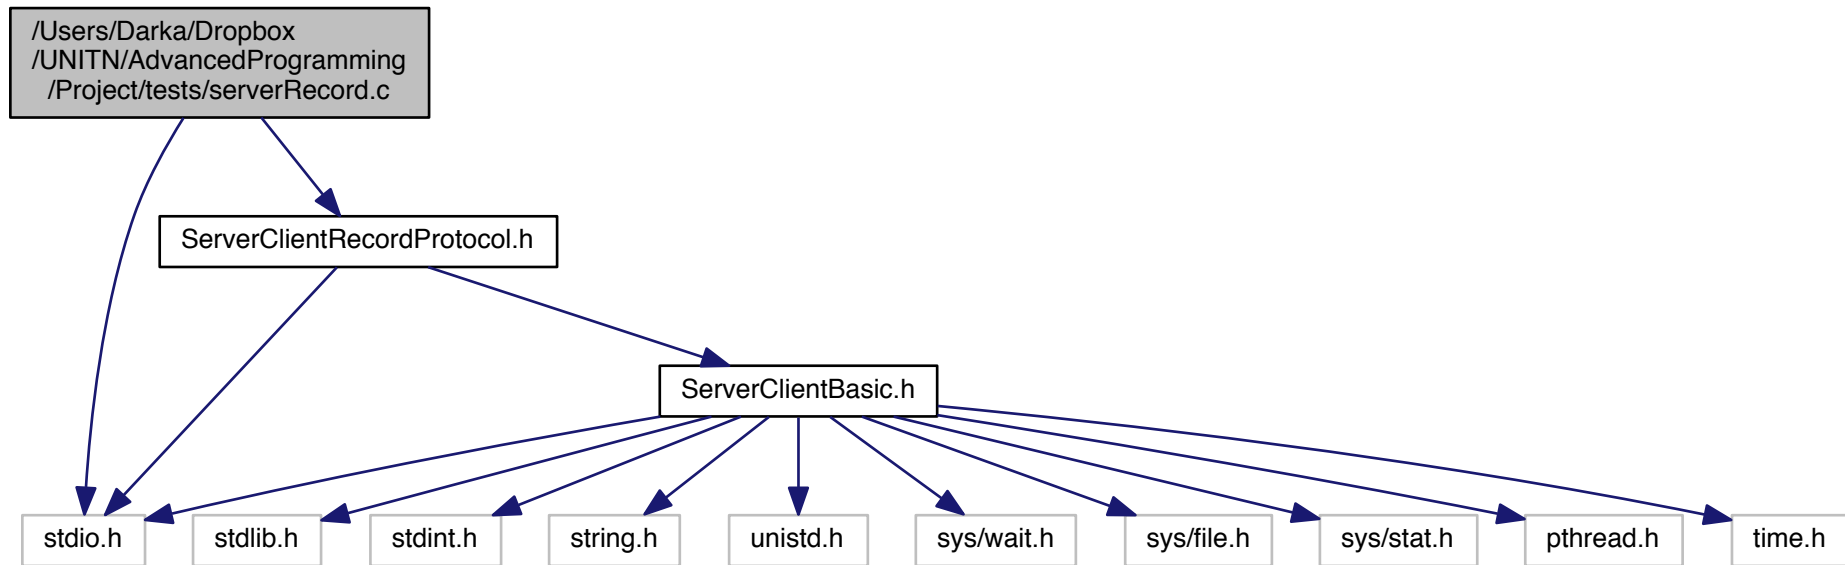 /Users/Darka/Dropbox
/UNITN/AdvancedProgramming
/Project/tests/serverRecord.c
ServerClientRecordProtocol.h
ServerClientBasic.h
stdio.h
stdlib.h
stdint.h
string.h
unistd.h
sys/wait.h
sys/file.h
sys/stat.h
pthread.h
time.h